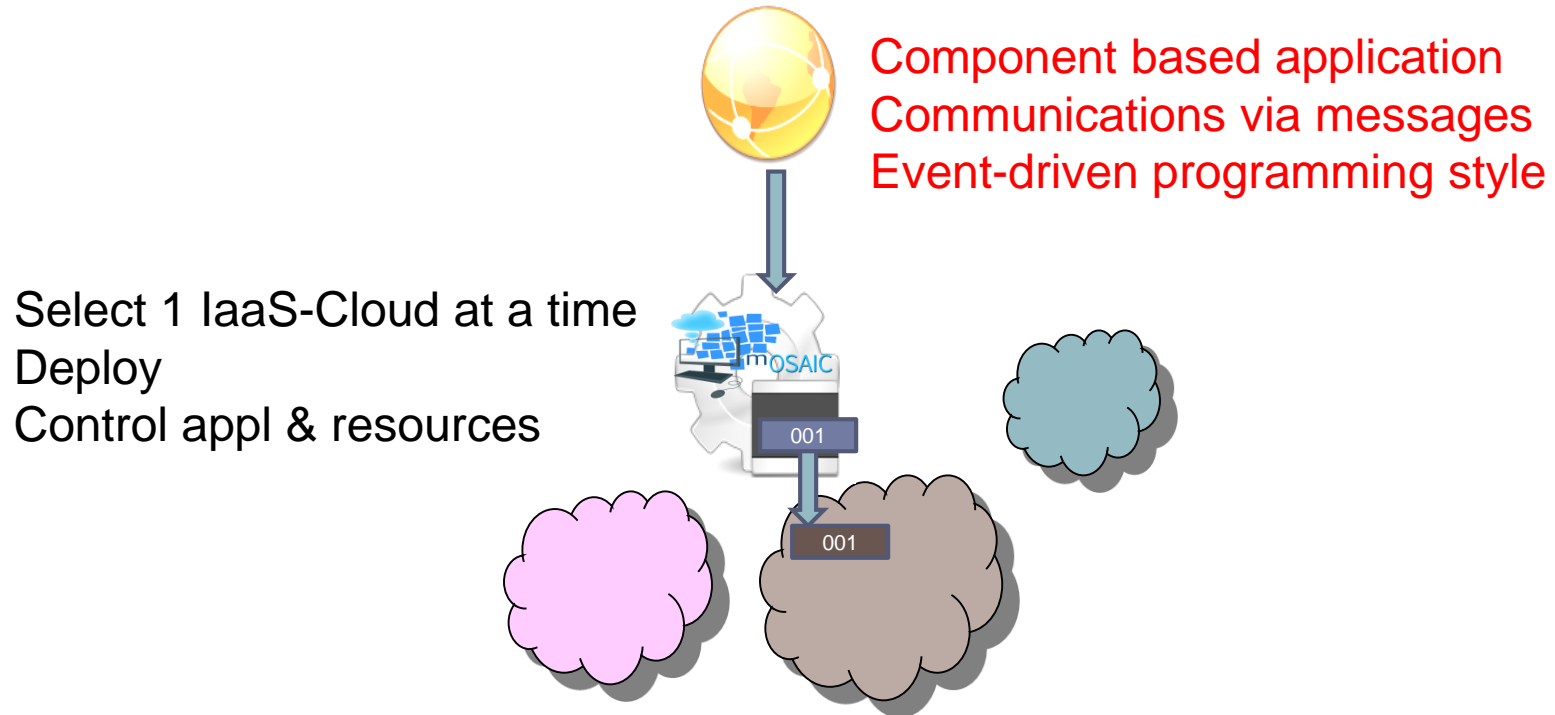 Component based application
Communications via messages
Event-driven programming style
Select 1 IaaS-Cloud at a time
Deploy
Control appl & resources
mOSAIC
001
001